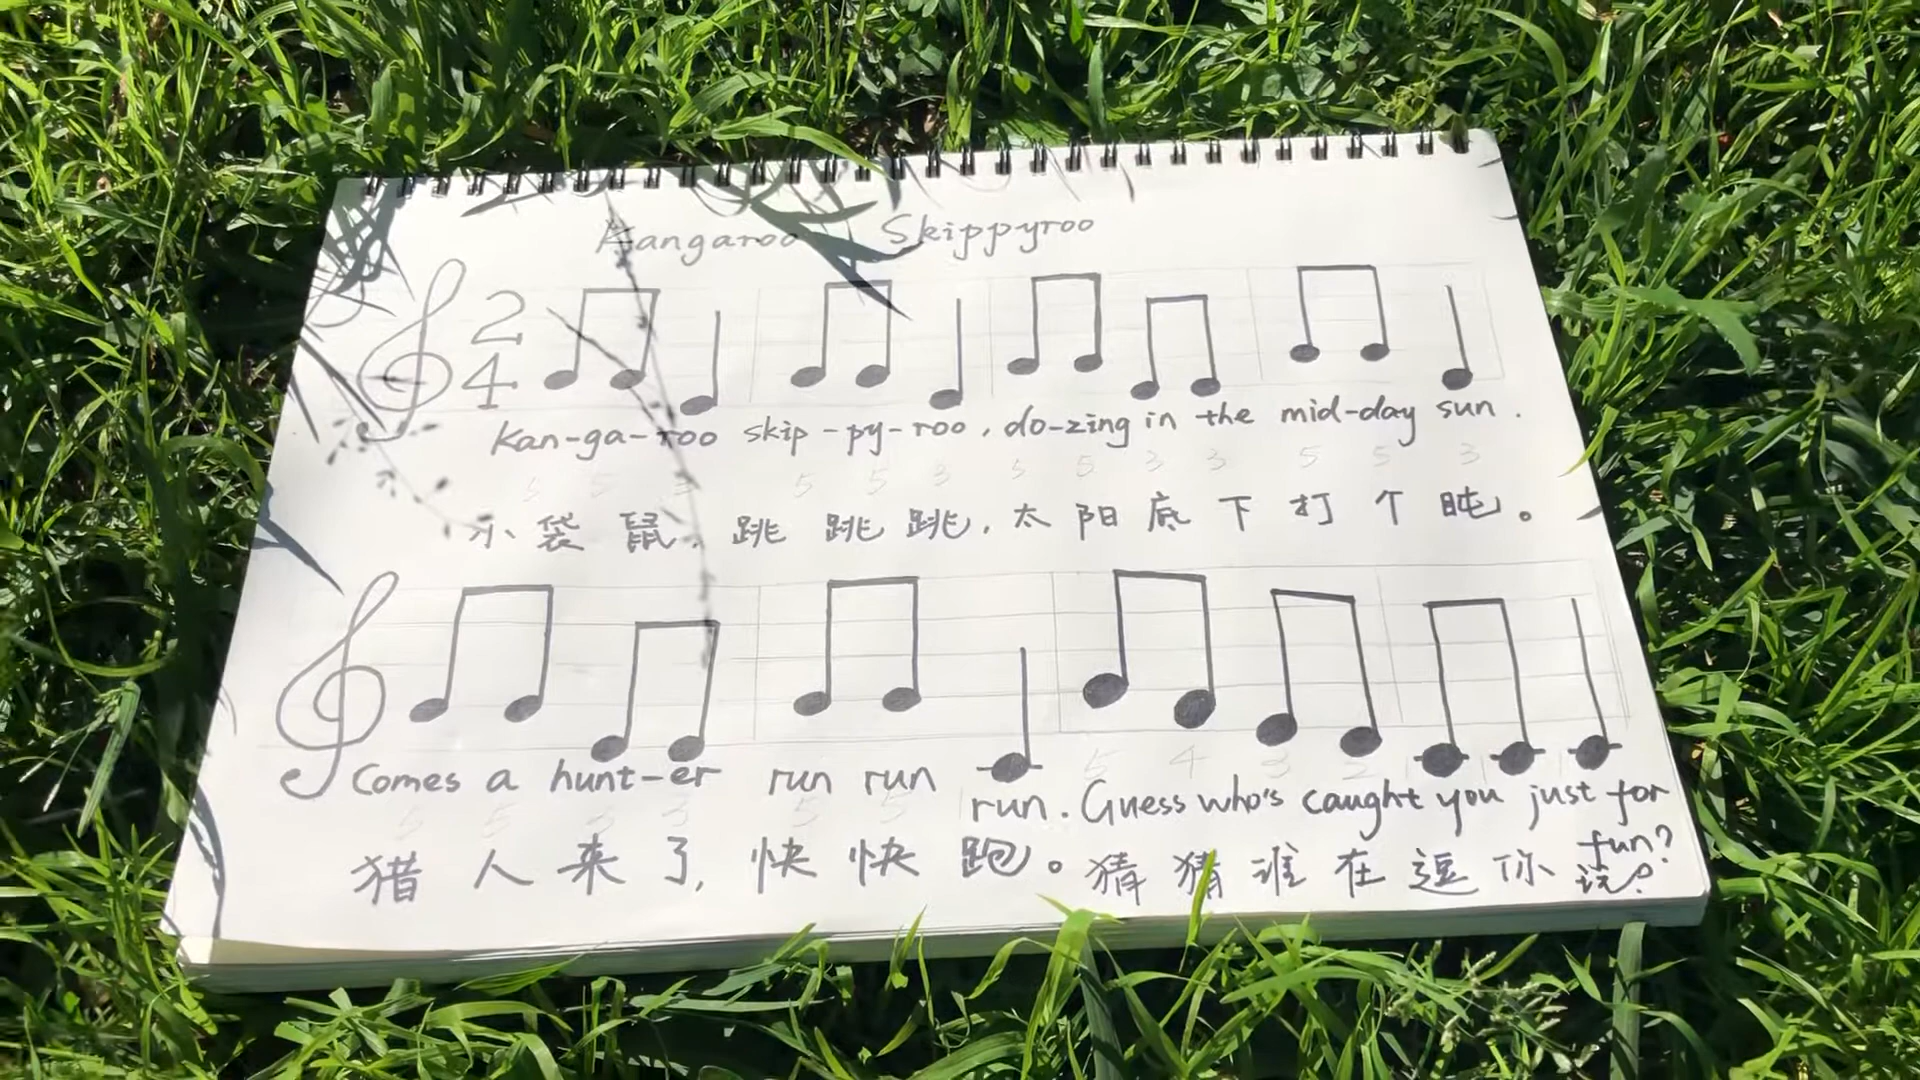 Kangaroo Skippyroo
2
4
Kan-ga-roo skip-py-roo, do-zing in the mid-day sun.
5 5 3 5 5 3 5 5 3 3 5 5 3
小袋鼠,跳跳跳,太阳底下打个盹。
Comes a hunt-er run run run. Guess who's caught you just for fun?
5 5 3 3 5 5 1 5 4 3 2 1 1 1
猎人来了,快快跑。猜猜谁在逗你玩?